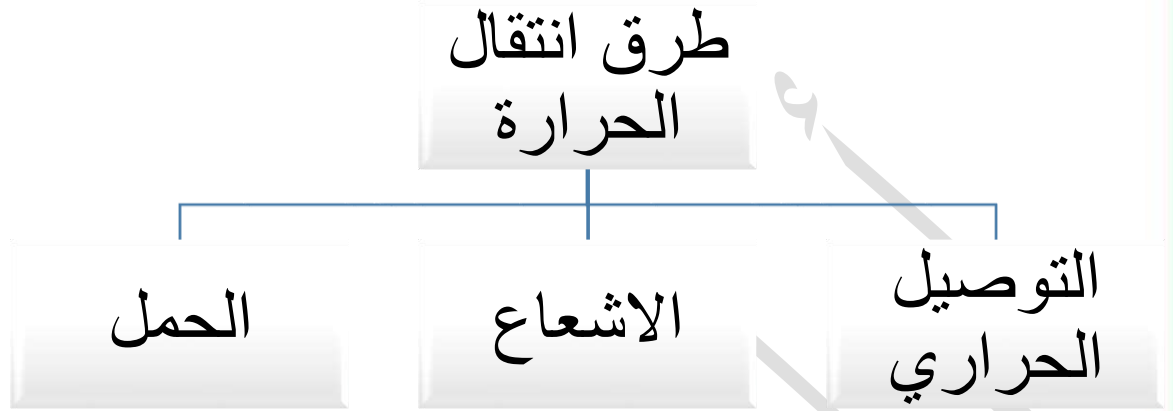 طرق انتقال
الحرارة
التوصيل
الحراري
الاشعاع
الحمل